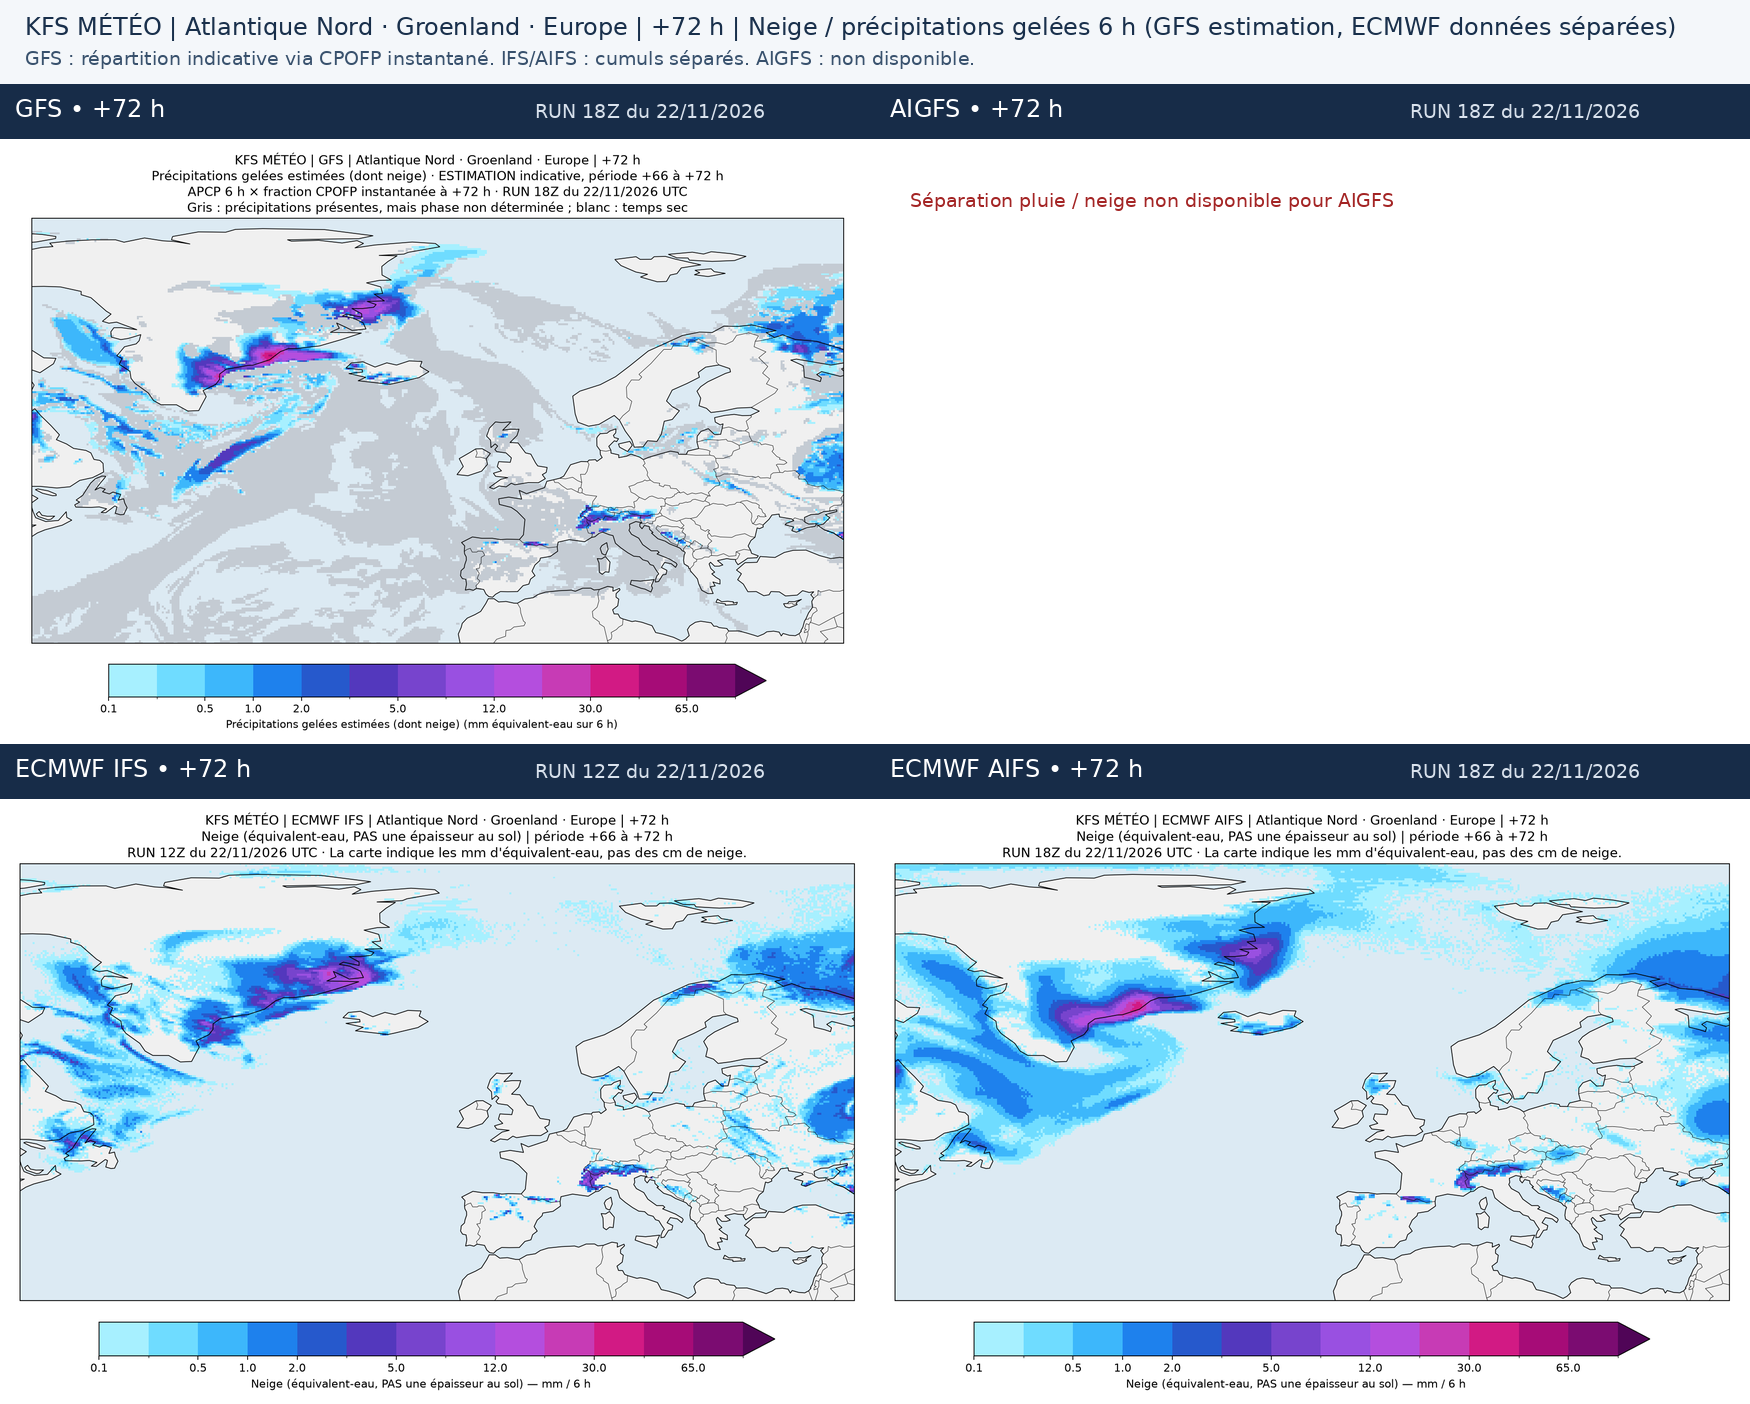 KFS MÉTÉO | Atlantique Nord · Groenland · Europe | +72 h | Neige / précipitations gelées 6 h (GFS estimation, ECMWF données séparées)
GFS : répartition indicative via CPOFP instantané. IFS/AIFS : cumuls séparés. AIGFS : non disponible.
GFS • +72 h
RUN 18Z du 22/11/2026
AIGFS • +72 h
RUN 18Z du 22/11/2026
KFS MÉTÉO | GFS | Atlantique Nord · Groenland · Europe | +72 h
Précipitations gelées estimées (dont neige) · ESTIMATION indicative, période +66 à +72 h
APCP 6 h × fraction CPOFP instantanée à +72 h · RUN 18Z du 22/11/2026 UTC
Gris : précipitations présentes, mais phase non déterminée ; blanc : temps sec
Séparation pluie / neige non disponible pour AIGFS
0.1 0.5 1.0 2.0 5.0 12.0 30.0 65.0
Précipitations gelées estimées (dont neige) (mm équivalent-eau sur 6 h)
ECMWF IFS • +72 h
RUN 12Z du 22/11/2026
ECMWF AIFS • +72 h
RUN 18Z du 22/11/2026
KFS MÉTÉO | ECMWF IFS | Atlantique Nord · Groenland · Europe | +72 h
Neige (équivalent-eau, PAS une épaisseur au sol) | période +66 à +72 h
RUN 12Z du 22/11/2026 UTC · La carte indique les mm d'équivalent-eau, pas des cm de neige.
KFS MÉTÉO | ECMWF AIFS | Atlantique Nord · Groenland · Europe | +72 h
Neige (équivalent-eau, PAS une épaisseur au sol) | période +66 à +72 h
RUN 18Z du 22/11/2026 UTC · La carte indique les mm d'équivalent-eau, pas des cm de neige.
0.1 0.5 1.0 2.0 5.0 12.0 30.0 65.0
Neige (équivalent-eau, PAS une épaisseur au sol) — mm / 6 h
0.1 0.5 1.0 2.0 5.0 12.0 30.0 65.0
Neige (équivalent-eau, PAS une épaisseur au sol) — mm / 6 h